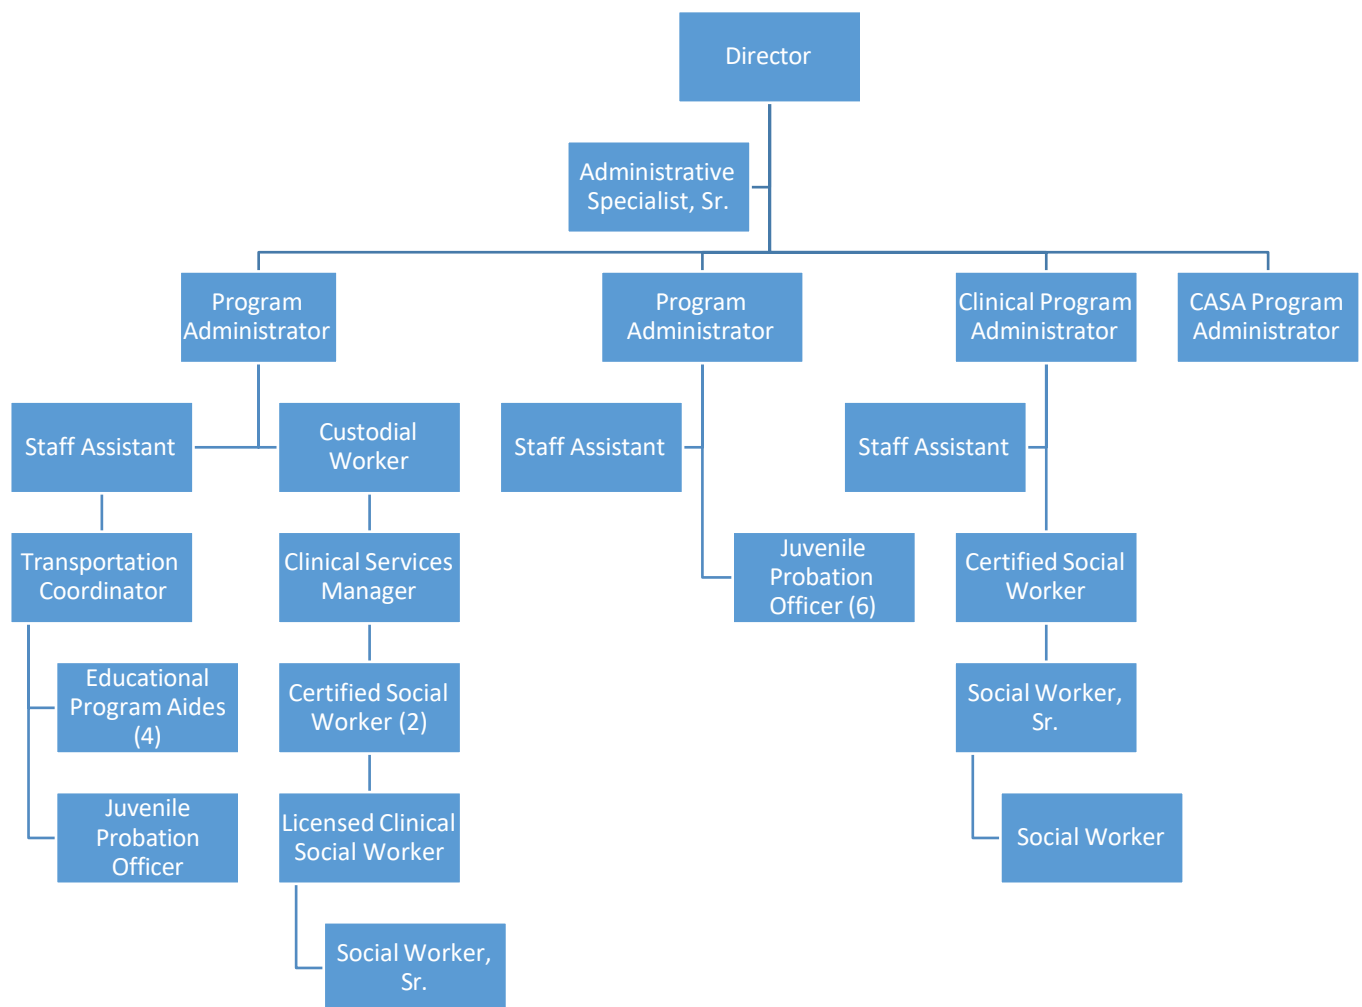 Director
Administrative
Specialist, Sr.
Program
Administrator
Program
Administrator
Clinical Program
Administrator
CASA Program
Administrator
Staff Assistant
Custodial
Worker
Staff Assistant
Staff Assistant
Transportation
Coordinator
Clinical Services
Manager
Juvenile
Probation
Officer (6)
Certified Social
Worker
Educational
Program Aides
(4)
Certified Social
Worker (2)
Social Worker,
Sr.
Juvenile
Probation
Officer
Licensed Clinical
Social Worker
Social Worker
Social Worker,
Sr.